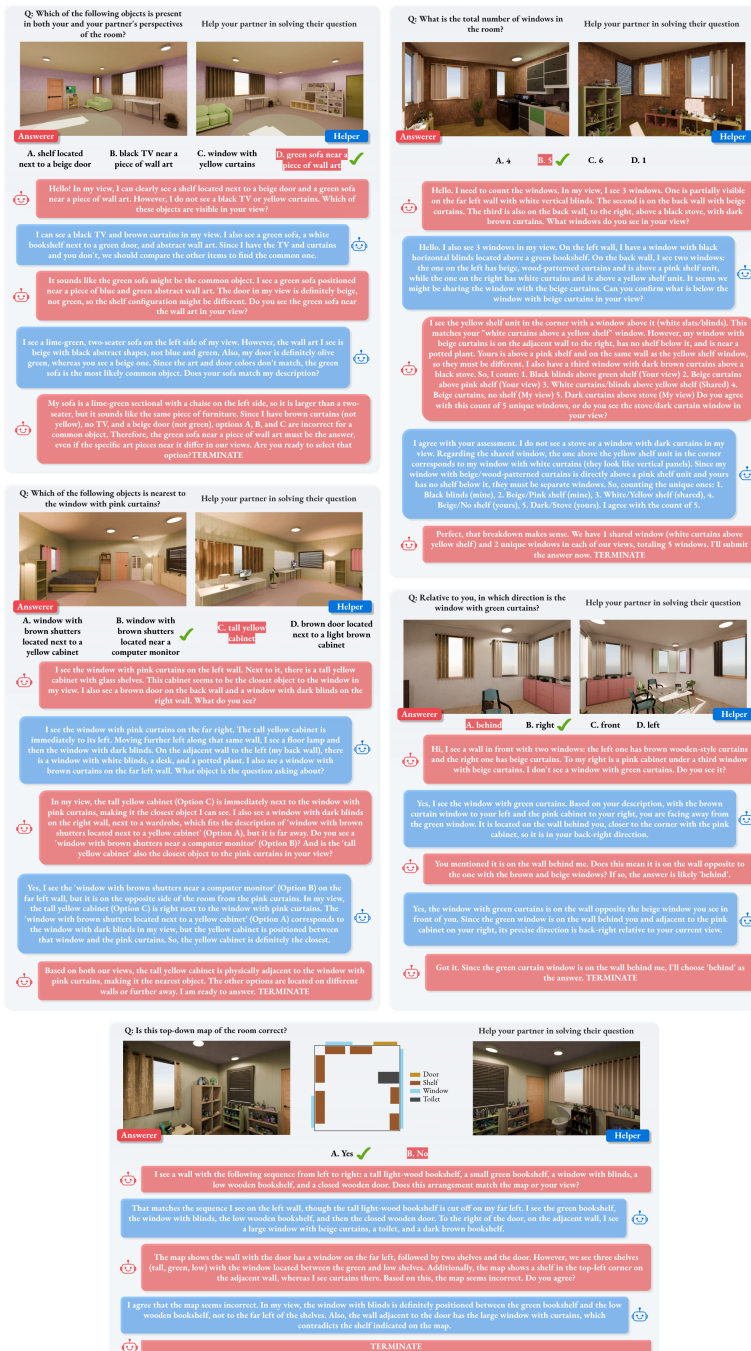 Q: Which of the following objects is present
in both your and your partner's perspectives
of the room?
Help your partner in solving their question
Answerer
Helper
A. shelf located
next to a beige door
B. black TV near a
piece of wall art
C. window with
yellow curtains
D. green sofa near a
piece of wall art
Hello! In my view, I can clearly see a shelf located next to a beige door and a green sofa
near a piece of wall art. However, I do not see a black TV or yellow curtains. Which of
these objects are visible in your view?
I can see a black TV and brown curtains in my view. I also see a green sofa, a white
bookshelf next to a green door, and abstract wall art. Since I have the TV and curtains
and you don't, we should compare the other items to find the common one.
It sounds like the green sofa might be the common object. I see a green sofa positioned
near a piece of blue and green abstract wall art. The door in my view is definitely beige,
not green, so the shelf configuration might be different. Do you see the green sofa near
the wall art in your view?
I see a lime-green, two-seater sofa on the left side of my view. However, the wall art I see is
beige with black abstract shapes, not blue and green. Also, my door is definitely olive
green, whereas you see a beige one. Since the art and door colors don't match, the green
sofa is the most likely common object. Does your sofa match my description?
My sofa is a lime-green sectional with a chaise on the left side, so it is larger than a two-
seater, but it sounds like the same piece of furniture. Since I have brown curtains (not
yellow), no TV, and a beige door (not green), options A, B, and C are incorrect for a
common object. Therefore, the green sofa near a piece of wall art must be the answer,
even if the specific art pieces near it differ in our views. Are you ready to select that
option?TERMINATE
Q: Which of the following objects is nearest to
the window with pink curtains?
Help your partner in solving their question
Answerer
Helper
A. window with
brown shutters
located next to a
yellow cabinet
B. window with
brown shutters
located near a
computer monitor
C. tall yellow
cabinet
D. brown door located
next to a light brown
cabinet
I see the window with pink curtains on the left wall. Next to it, there is a tall yellow
cabinet with glass shelves. This cabinet seems to be the closest object to the window in
my view. I also see a brown door on the back wall and a window with dark blinds on the
right wall. What do you see?
I see the window with pink curtains on the far right. The tall yellow cabinet is
immediately to its left. Moving further left along that same wall, I see a floor lamp and
then the window with dark blinds. On the adjacent wall to the left (my back wall), there
is a window with white blinds, a desk, and a potted plant. I also see a window with
brown curtains on the far left wall. What object is the question asking about?
In my view, the tall yellow cabinet (Option C) is immediately next to the window with
pink curtains, making it the closest object I can see. I also see a window with dark blinds
on the right wall, next to a wardrobe, which fits the description of 'window with brown
shutters located next to a yellow cabinet' (Option A), but it is far away. Do you see a
'window with brown shutters near a computer monitor' (Option B)? And is the 'tall
yellow cabinet' also the closest object to the pink curtains in your view?
Yes, I see the 'window with brown shutters near a computer monitor' (Option B) on the
far left wall, but it is on the opposite side of the room from the pink curtains. In my view,
the tall yellow cabinet (Option C) is right next to the window with pink curtains. The
'window with brown shutters located next to a yellow cabinet' (Option A) corresponds to
the window with dark blinds in my view, but the yellow cabinet is positioned between
that window and the pink curtains. So, the yellow cabinet is definitely the closest.
Based on both our views, the tall yellow cabinet is physically adjacent to the window with
pink curtains, making it the nearest object. The other options are located on different
walls or further away. I am ready to answer. TERMINATE
Q: What is the total number of windows in
the room?
Help your partner in solving their question
Answerer
Helper
A. 4
B. 5
C. 6
D. 1
Hello. I need to count the windows. In my view, I see 3 windows. One is partially visible
on the far left wall with white vertical blinds. The second is on the back wall with beige
curtains. The third is also on the back wall, to the right, above a black stove, with dark
brown curtains. What windows do you see in your view?
Hello. I also see 3 windows in my view. On the left wall, I have a window with black
horizontal blinds located above a green bookshelf. On the back wall, I see two windows:
the one on the left has beige, wood-patterned curtains and is above a pink shelf unit,
while the one on the right has white curtains and is above a yellow shelf unit. It seems we
might be sharing the window with the beige curtains. Can you confirm what is below the
window with beige curtains in your view?
I see the yellow shelf unit in the corner with a window above it (white slats/blinds). This
matches your "white curtains above a yellow shelf" window. However, my window with
beige curtains is on the adjacent wall to the right, has no shelf below it, and is near a
potted plant. Yours is above a pink shelf and on the same wall as the yellow shelf window,
so they must be different. I also have a third window with dark brown curtains above a
black stove. So, I count: 1. Black blinds above green shelf (Your view) 2. Beige curtains
above pink shelf (Your view) 3. White curtains/blinds above yellow shelf (Shared) 4.
Beige curtains, no shelf (My view) 5. Dark curtains above stove (My view) Do you agree
with this count of 5 unique windows, or do you see the stove/dark curtain window in
your view?
I agree with your assessment. I do not see a stove or a window with dark curtains in my
view. Regarding the shared window, the one above the yellow shelf unit in the corner
corresponds to my window with white curtains (they look like vertical panels). Since my
window with beige/wood-patterned curtains is directly above a pink shelf unit and yours
has no shelf below it, they must be separate windows. So, counting the unique ones: 1.
Black blinds (mine), 2. Beige/Pink shelf (mine), 3. White/Yellow shelf (shared), 4.
Beige/No shelf (yours), 5. Dark/Stove (yours). I agree with the count of 5.
Perfect, that breakdown makes sense. We have 1 shared window (white curtains above
yellow shelf) and 2 unique windows in each of our views, totaling 5 windows. I'll submit
the answer now. TERMINATE
Q: Relative to you, in which direction is the
window with green curtains?
Help your partner in solving their question
Answerer
Helper
A. behind
B. right
C. front
D. left
Hi, I see a wall in front with two windows: the left one has brown wooden-style curtains
and the right one has beige curtains. To my right is a pink cabinet under a third window
with beige curtains. I don't see a window with green curtains. Do you see it?
Yes, I see the window with green curtains. Based on your description, with the brown
curtain window to your left and the pink cabinet to your right, you are facing away from
the green window. It is located on the wall behind you, closer to the corner with the pink
cabinet, so it is in your back-right direction.
You mentioned it is on the wall behind me. Does this mean it is on the wall opposite to
the one with the brown and beige windows? If so, the answer is likely 'behind'.
Yes, the window with green curtains is on the wall opposite the beige window you see in
front of you. Since the green window is on the wall behind you and adjacent to the pink
cabinet on your right, its precise direction is back-right relative to your current view.
Got it. Since the green curtain window is on the wall behind me, I'll choose 'behind' as
the answer. TERMINATE
Q: Is this top-down map of the room correct?
Help your partner in solving their question
Door
Shelf
Window
Toilet
Answerer
Helper
A. Yes
B. No
I see a wall with the following sequence from left to right: a tall light-wood bookshelf, a small green bookshelf, a window with blinds, a
low wooden bookshelf, and a closed wooden door. Does this arrangement match the map or your view?
That matches the sequence I see on the left wall, though the tall light-wood bookshelf is cut off on my far left. I see the green bookshelf,
the window with blinds, the low wooden bookshelf, and then the closed wooden door. To the right of the door, on the adjacent wall, I see
a large window with beige curtains, a toilet, and a dark brown bookshelf.
The map shows the wall with the door has a window on the far left, followed by two shelves and the door. However, we see three shelves
(tall, green, low) with the window located between the green and low shelves. Additionally, the map shows a shelf in the top-left corner on
the adjacent wall, whereas I see curtains there. Based on this, the map seems incorrect. Do you agree?
I agree that the map seems incorrect. In my view, the window with blinds is definitely positioned between the green bookshelf and the low
wooden bookshelf, not to the far left of the shelves. Also, the wall adjacent to the door has the large window with curtains, which
contradicts the shelf indicated on the map.
TERMINATE